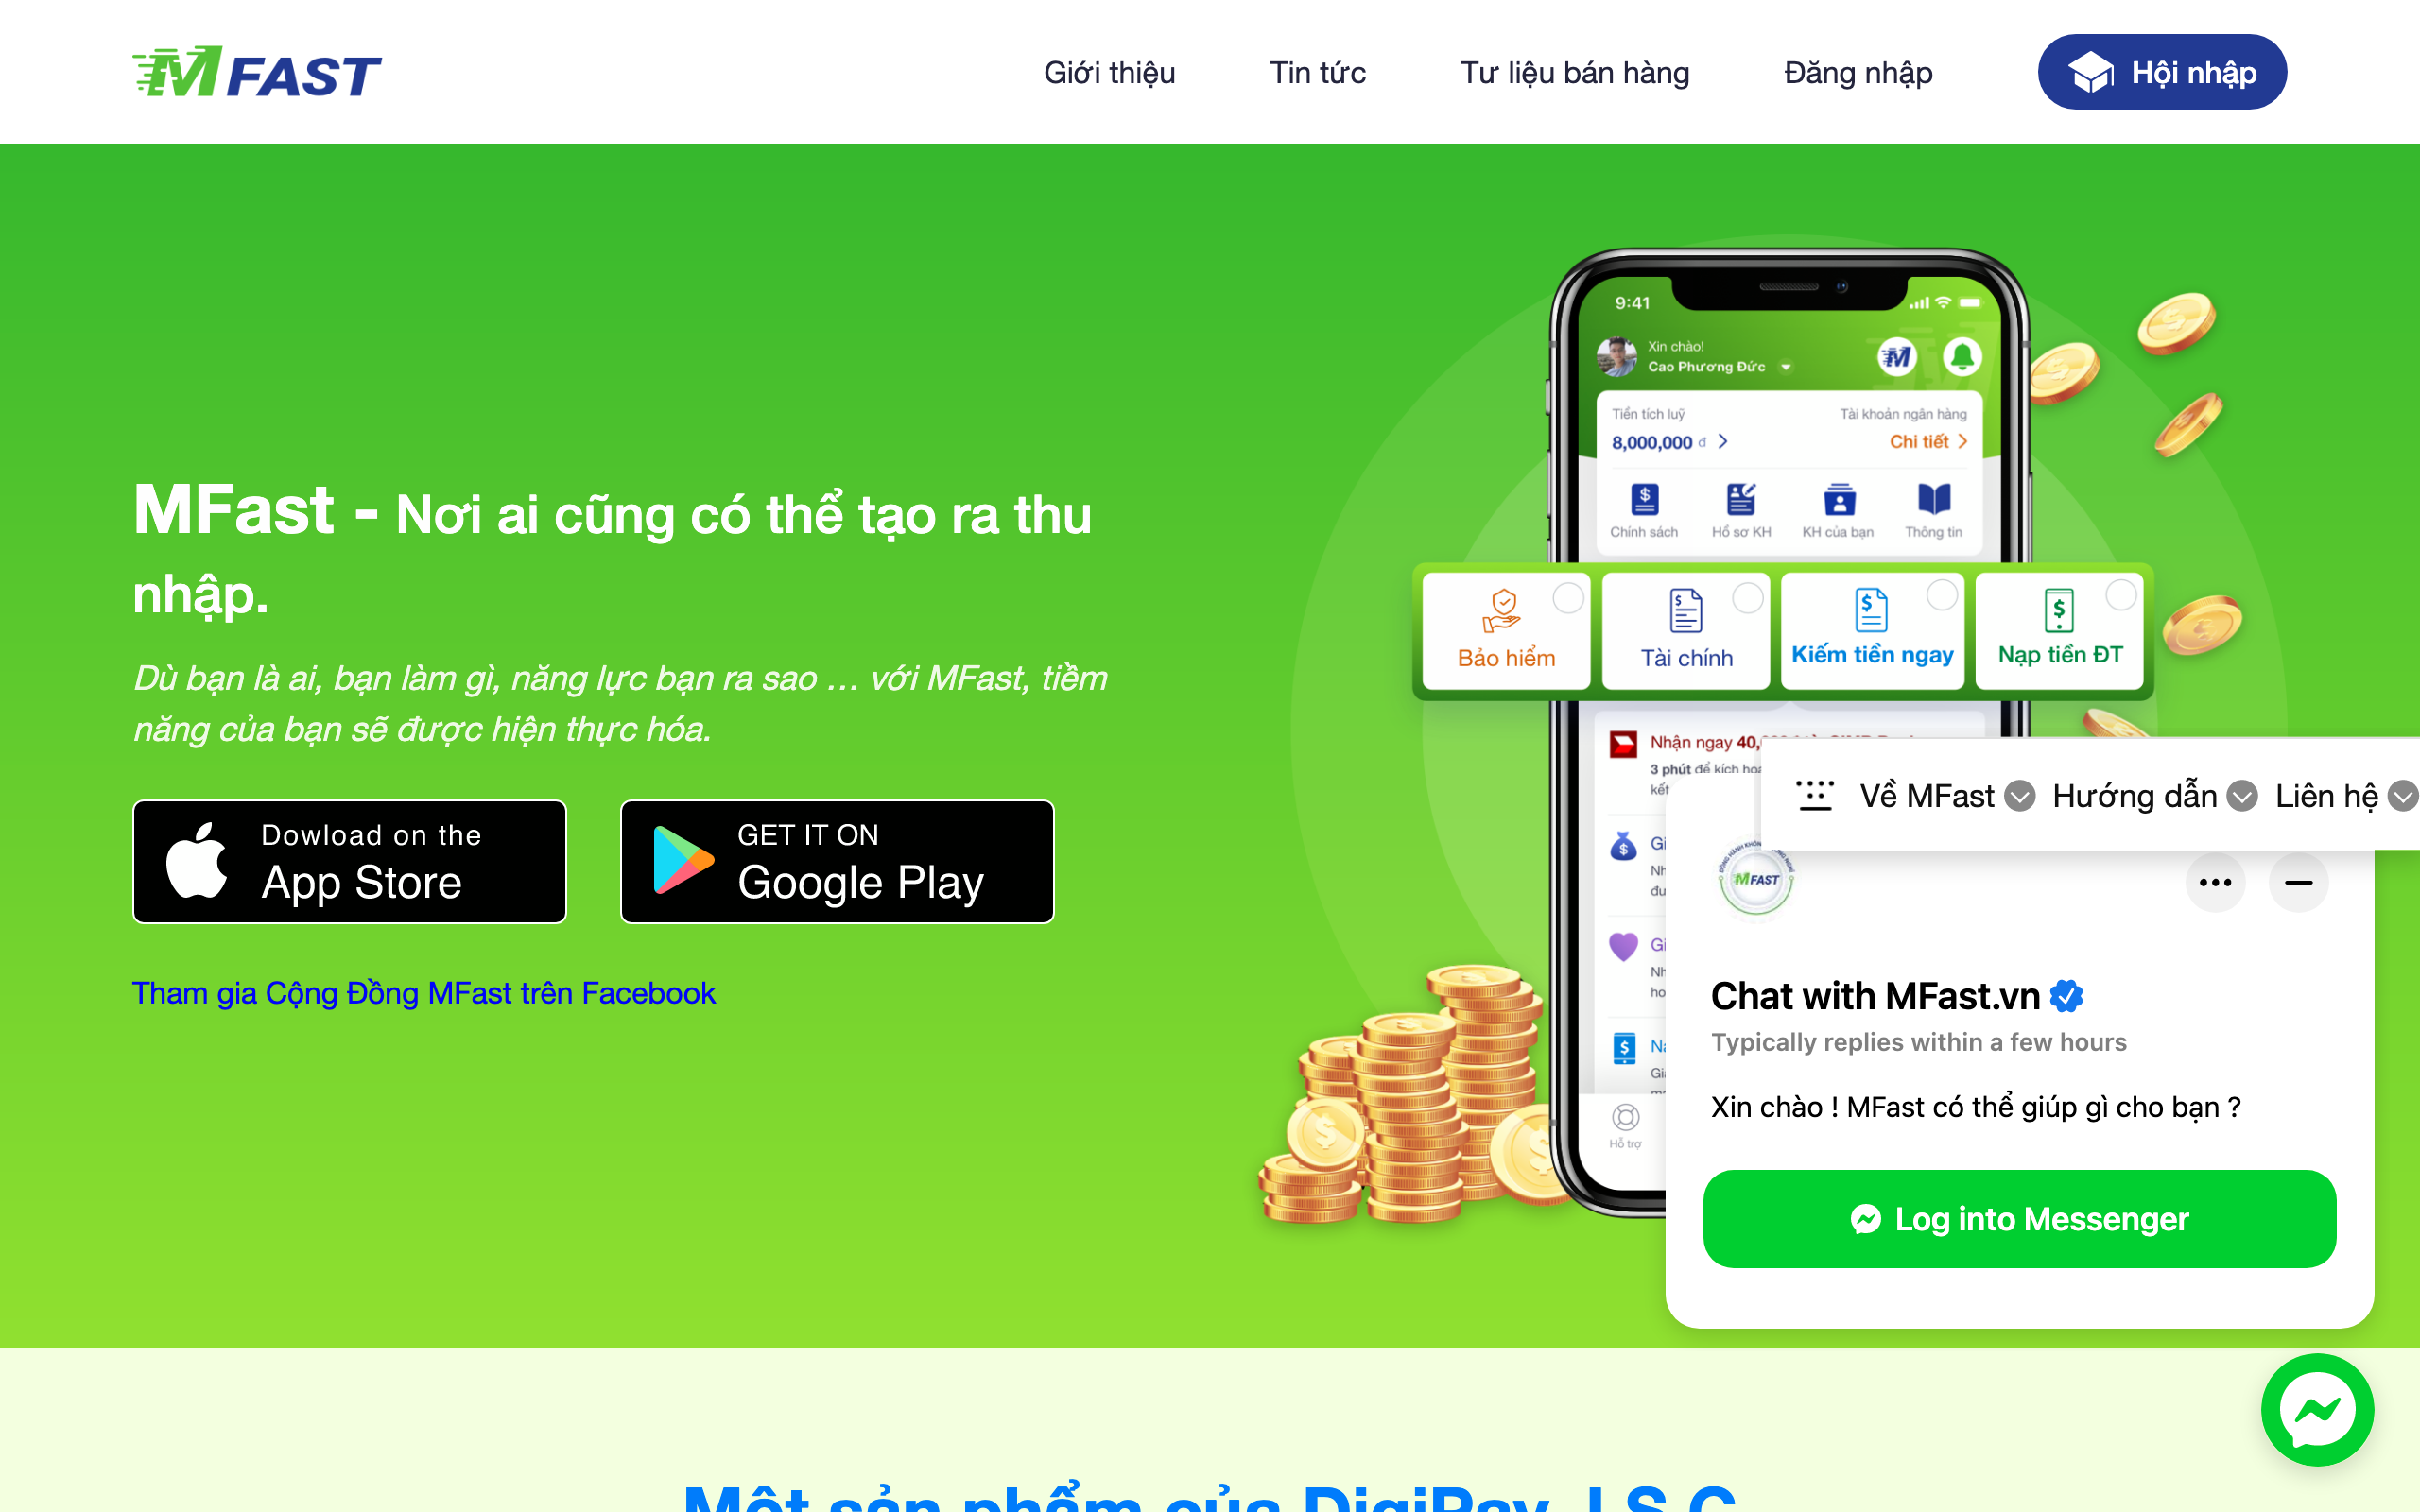 MFAST
Giới thiệu
Tin tức
Tư liệu bán hàng
Đăng nhập
Hội nhập
MFast - Nơi ai cũng có thể tạo ra thu
nhập.
Dù bạn là ai, bạn làm gì, năng lực bạn ra sao ... với MFast, tiềm
năng của bạn sẽ được hiện thực hóa.
Dowload on the
App Store
GET IT ON
Google Play
Tham gia Cộng Đồng MFast trên Facebook
9:41
Xin chào!
Cao Phương Đức
Tiền tích luỹ
Tài khoản ngân hàng
8,000,000 đ
Chi tiết
Chính sách
Hồ sơ KH
KH của bạn
Thông tin
Bảo hiểm
Tài chính
Kiếm tiền ngay
Nạp tiền ĐT
Nhận ngay 40,
3 phút để kích hoạ
kết
Hỗ trợ
Về MFast
Hướng dẫn
Liên hệ
MFAST
Chat with MFast.vn
Typically replies within a few hours
Xin chào ! MFast có thể giúp gì cho bạn ?
Log into Messenger
Một sản phẩm của DigiPay., J.S.C